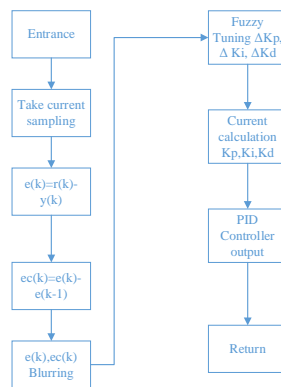 Entrance
Take current
sampling
e(k)=r(k)-
y(k)
ec(k)=e(k)-
e(k-1)
e(k),ec(k)
Blurring
Fuzzy
Tuning ΔKp,
Δ Ki, ΔKd
Current
calculation
Kp,Ki,Kd
PID
Controller
output
Return